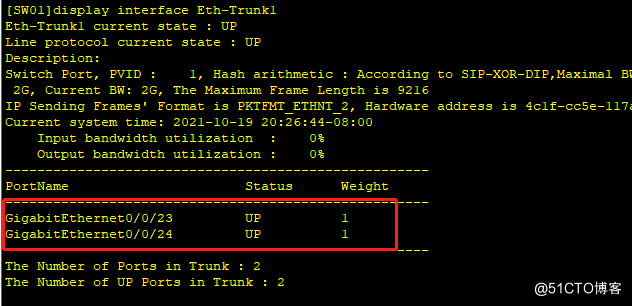 [SW01]display interface Eth-Trunk1
Eth-Trunk1 current state : UP
Line protocol current state : UP
Description:
Switch Port, PVID :    1, Hash arithmetic : According to SIP-XOR-DIP,Maximal BW
 2G, Current BW: 2G, The Maximum Frame Length is 9216
IP Sending Frames' Format is PKTFMT_ETHNT_2, Hardware address is 4c1f-cc5e-117a
Current system time: 2021-10-19 20:26:44-08:00
    Input bandwidth utilization  :    0%
    Output bandwidth utilization :    0%
-----------------------------------------------------
PortName                      Status      Weight
-----------------------------------------------------
GigabitEthernet0/0/23         UP          1
GigabitEthernet0/0/24         UP          1
-----------------------------------------------------
The Number of Ports in Trunk : 2
The Number of UP Ports in Trunk : 2
@51CTO博客